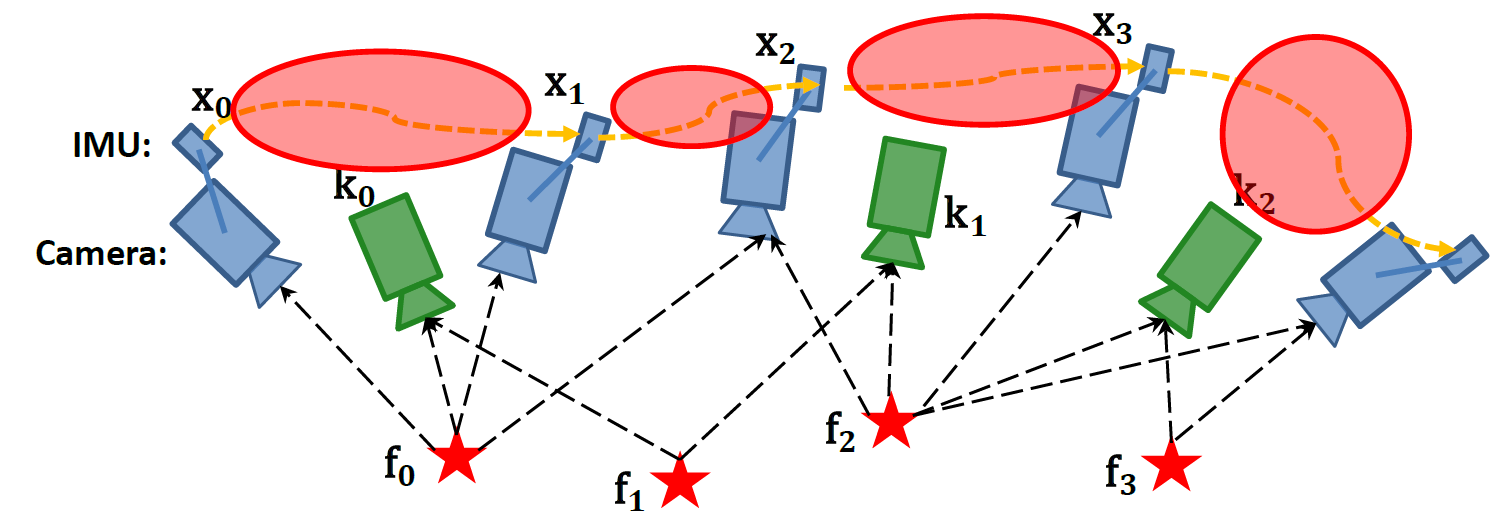 x₀
x₁
x₂
x₃
IMU:
k₀
k₁
k₂
Camera:
f₀
f₁
f₂
f₃